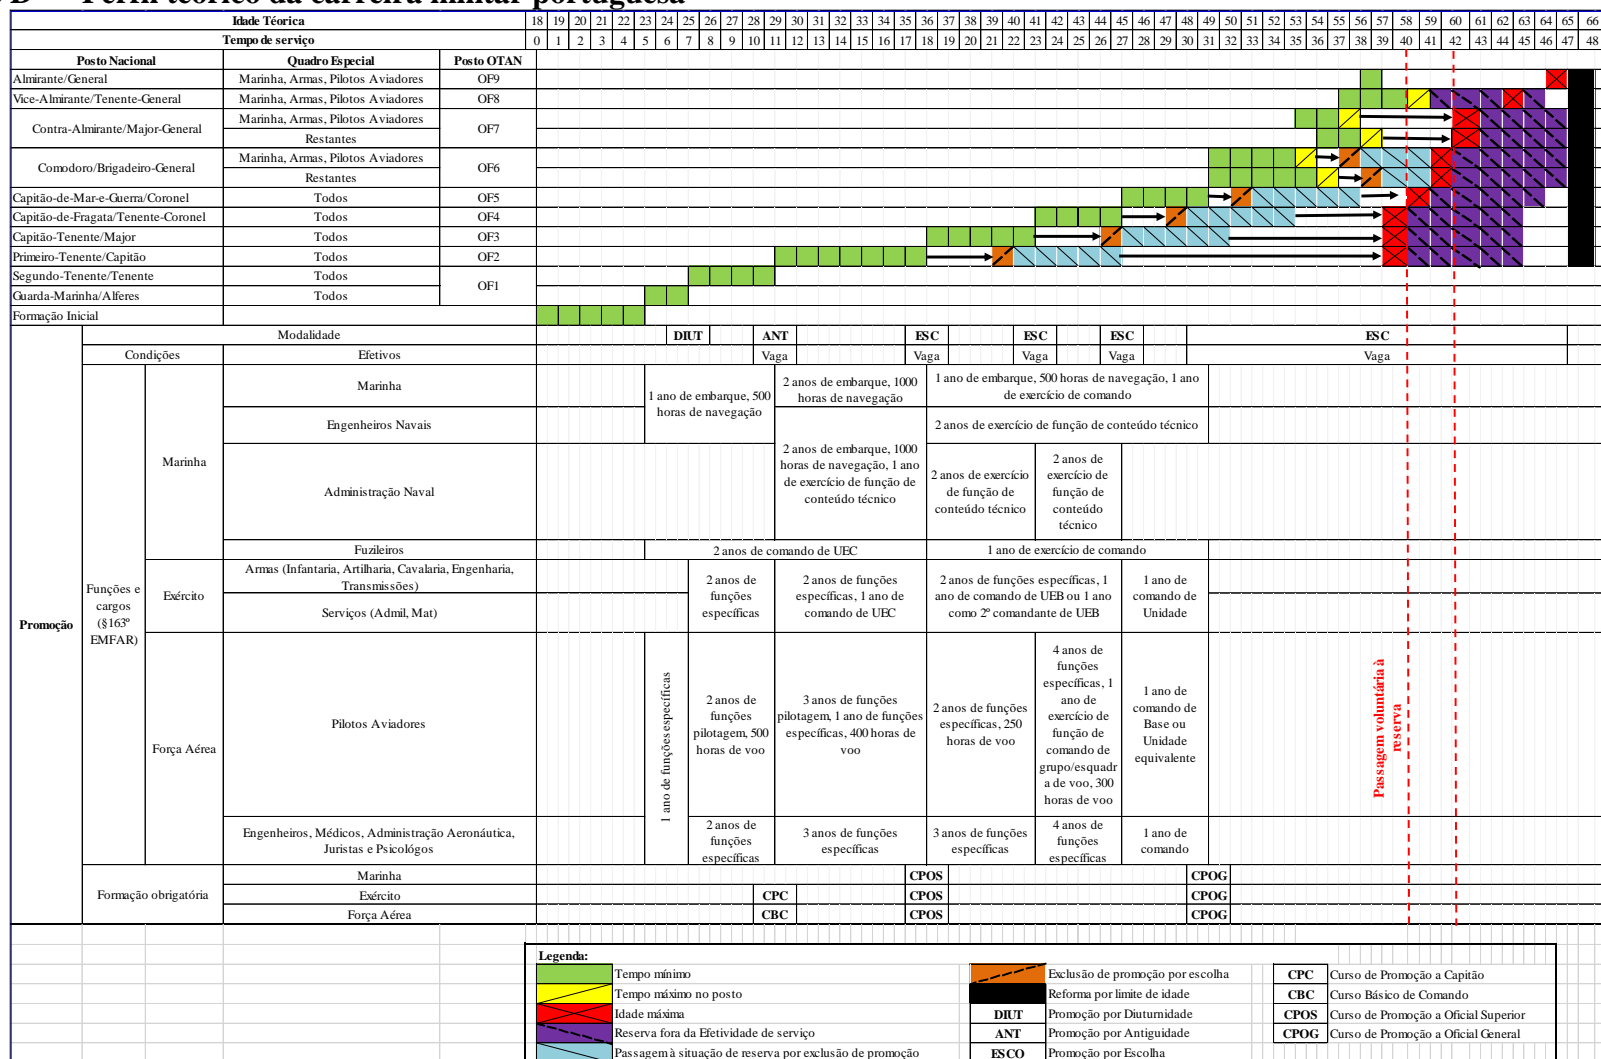 D – Perfil teórico da carreira militar portuguesa
Idade Téorica 18 19 20 21 22 23 24 25 26 27 28 29 30 31 32 33 34 35 36 37 38 39 40 41 42 43 44 45 46 47 48 49 50 51 52 53 54 55 56 57 58 59 60 61 62 63 64 65 66
Tempo de serviço 0 1 2 3 4 5 6 7 8 9 10 11 12 13 14 15 16 17 18 19 20 21 22 23 24 25 26 27 28 29 30 31 32 33 34 35 36 37 38 39 40 41 42 43 44 45 46 47 48
Posto Nacional Quadro Especial Posto OTAN
Almirante/General Marinha, Armas, Pilotos Aviadores OF9
Vice-Almirante/Tenente-General Marinha, Armas, Pilotos Aviadores OF8
Contra-Almirante/Major-General Marinha, Armas, Pilotos Aviadores OF7
Restantes
Comodoro/Brigadeiro-General Marinha, Armas, Pilotos Aviadores OF6
Restantes
Capitão-de-Mar-e-Guerra/Coronel Todos OF5
Capitão-de-Fragata/Tenente-Coronel Todos OF4
Capitão-Tenente/Major Todos OF3
Primeiro-Tenente/Capitão Todos OF2
Segundo-Tenente/Tenente Todos OF1
Guarda-Marinha/Alferes Todos
Formação Inicial
Promoção
Modalidade DIUT ANT ESC ESC ESC ESC
Condições Efetivos Vaga Vaga Vaga Vaga Vaga
Funções e
cargos
(§163º
EMFAR)
Marinha
Marinha
1 ano de embarque, 500
horas de navegação
2 anos de embarque, 1000
horas de navegação
1 ano de embarque, 500 horas de navegação, 1 ano
de exercício de comando
Engenheiros Navais
2 anos de exercício de função de conteúdo técnico
Administração Naval
2 anos de embarque, 1000
horas de navegação, 1 ano
de exercício de função de
conteúdo técnico
2 anos de exercício
de função de
conteúdo técnico
2 anos de
exercício de
função de
conteúdo
técnico
Fuzileiros 2 anos de comando de UEC 1 ano de exercício de comando
Exército
Armas (Infantaria, Artilharia, Cavalaria, Engenharia,
Transmissões)
Serviços (Admil, Mat)
2 anos de
funções
específicas
2 anos de funções
específicas, 1 ano de
comando de UEC
2 anos de funções específicas, 1
ano de comando de UEB ou 1 ano
como 2º comandante de UEB
1 ano de
comando de
Unidade
Força Aérea
Pilotos Aviadores
1 ano de funções específicas
2 anos de
funções
pilotagem, 500
horas de voo
3 anos de funções
pilotagem, 1 ano de funções
específicas, 400 horas de
voo
2 anos de funções
específicas, 250
horas de voo
4 anos de
funções
específicas, 1
ano de
exercício de
função de
comando de
grupo/esquadr
a de voo, 300
horas de voo
1 ano de
comando de
Base ou
Unidade
equivalente
Passagem voluntária à
reserva
Engenheiros, Médicos, Administração Aeronáutica,
Juristas e Psicológos
2 anos de
funções
específicas
3 anos de funções
específicas
3 anos de funções
específicas
4 anos de
funções
específicas
1 ano de
comando
Formação obrigatória
Marinha CPOS CPOG
Exército CPC CPOS CPOG
Força Aérea CBC CPOS CPOG
Legenda:
Tempo mínimo Exclusão de promoção por escolha CPC Curso de Promoção a Capitão
Tempo máximo no posto Reforma por limite de idade CBC Curso Básico de Comando
Idade máxima DIUT Promoção por Diuturnidade CPOS Curso de Promoção a Oficial Superior
Reserva fora da Efetividade de serviço ANT Promoção por Antiguidade CPOG Curso de Promoção a Oficial General
Passagem à situação de reserva por exclusão de promoção ESCO Promoção por Escolha